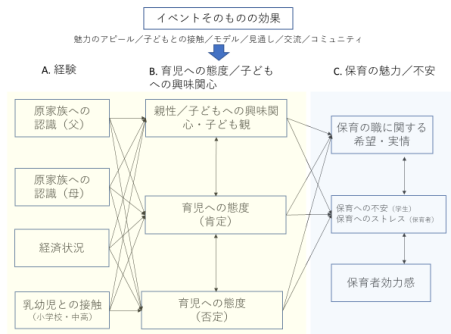 イベントそのものの効果
魅力のアピール／子どもとの接触／モデル／見通し／交流／コミュニティ
A. 経験
B. 育児への態度／子ども
への興味関心
C. 保育の魅力／不安
原家族への
認識（父）
原家族への
認識（母）
経済状況
乳幼児との接触
（小学校・中高）
親性／子どもへの興味関
心・子ども観
育児への態度
（肯定）
育児への態度
（否定）
保育の職に関する
希望・実情
保育への不安（学生）
保育へのストレス（保育者）
保育者効力感